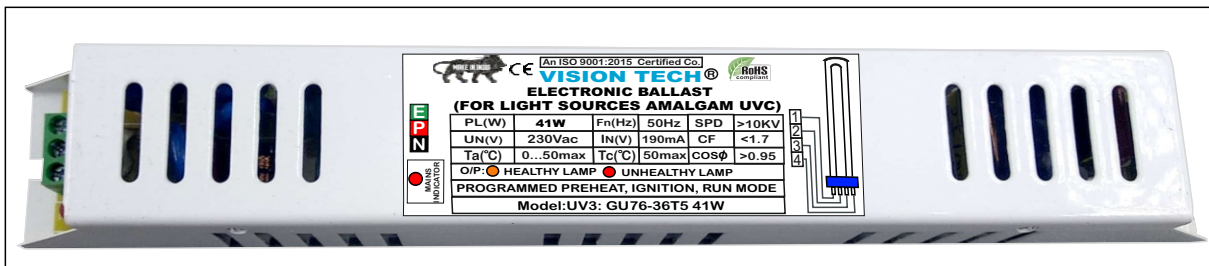 An ISO 9001:2015 Certified Co.
MAKE IN INDIA
CE
VISION TECH®
RoHS
compliant
ELECTRONIC BALLAST
(FOR LIGHT SOURCES AMALGAM UVC)
E
P
N
PL(W) 41W Fn(Hz) 50Hz SPD >10KV
UN(V) 230Vac IN(V) 190mA CF <1.7
Ta(°C) 0...50max Tc(°C) 50max COSϕ >0.95
O/P: HEALTHY LAMP UNHEALTHY LAMP
PROGRAMMED PREHEAT, IGNITION, RUN MODE
Model:UV3: GU76-36T5 41W
MAINS
INDICATOR
1
2
3
4